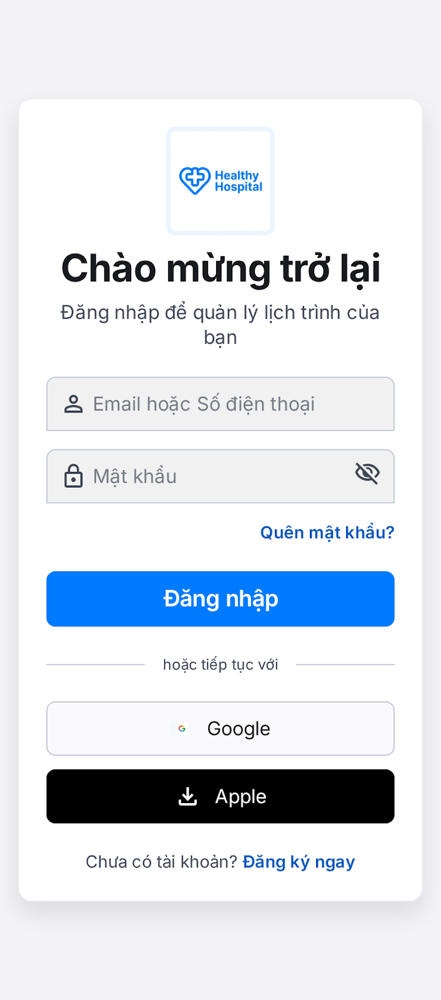 Healthy
Hospital
Chào mừng trở lại
Đăng nhập để quản lý lịch trình của
bạn
Email hoặc Số điện thoại
Mật khẩu
Quên mật khẩu?
Đăng nhập
hoặc tiếp tục với
Google
Apple
Chưa có tài khoản? Đăng ký ngay